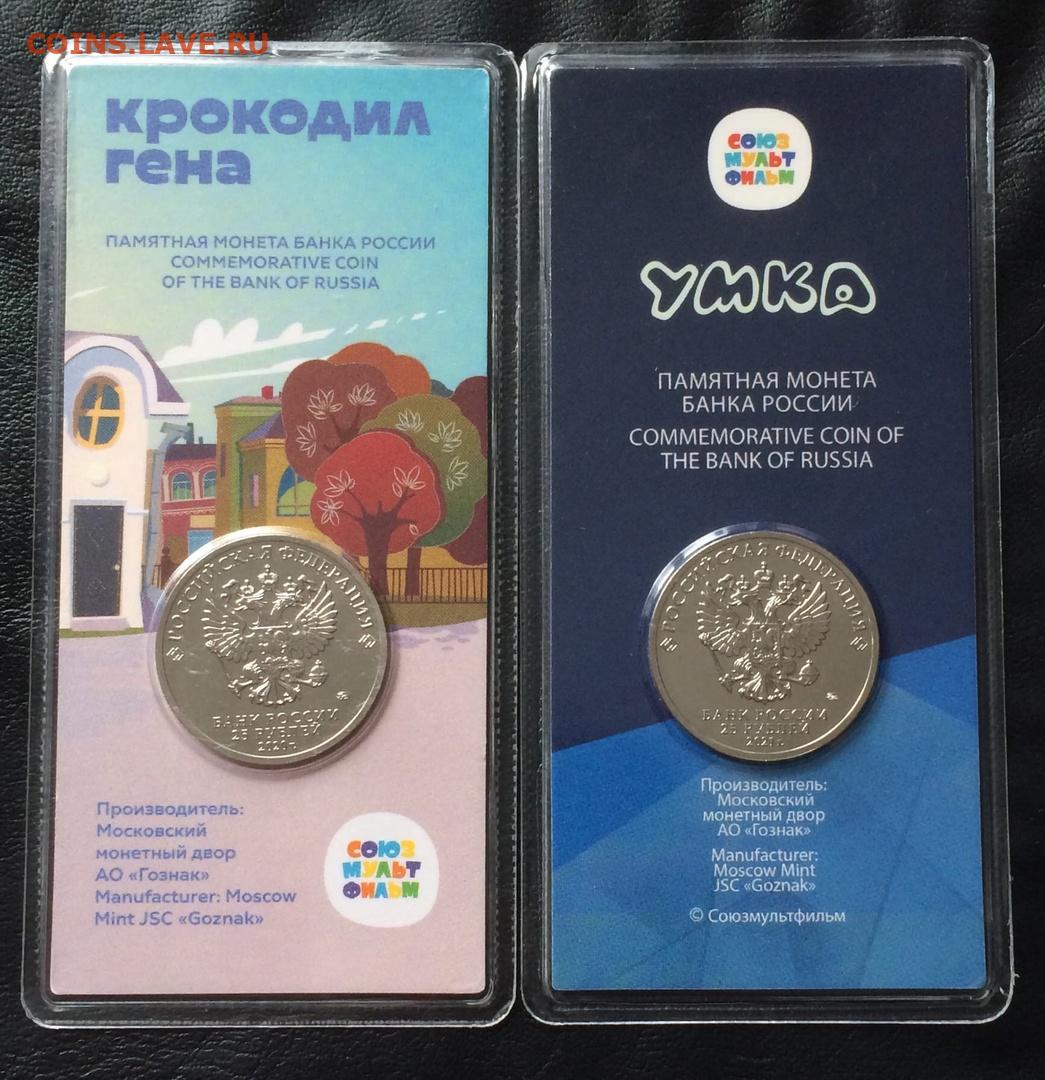 COINS.LAVE.RU
крокодил
гена
ПАМЯТНАЯ МОНЕТА БАНКА РОССИИ
COMMEMORATIVE COIN
OF THE BANK OF RUSSIA
РОССИЙСКАЯ ФЕДЕРАЦИЯ
БАНК РОССИИ
25 РУБЛЕЙ
2020 г.
Производитель:
Московский
монетный двор
АО «Гознак»
Manufacturer: Moscow
Mint JSC «Goznak»
СОЮЗ
МУЛЬТ
ФИЛЬМ
СОЮЗ
МУЛЬТ
ФИЛЬМ
УМКА
ПАМЯТНАЯ МОНЕТА
БАНКА РОССИИ
COMMEMORATIVE COIN OF
THE BANK OF RUSSIA
РОССИЙСКАЯ ФЕДЕРАЦИЯ
БАНК РОССИИ
25 РУБЛЕЙ
2021 г.
Производитель:
Московский
монетный двор
АО «Гознак»
Manufacturer:
Moscow Mint
JSC «Goznak»
© Союзмультфильм